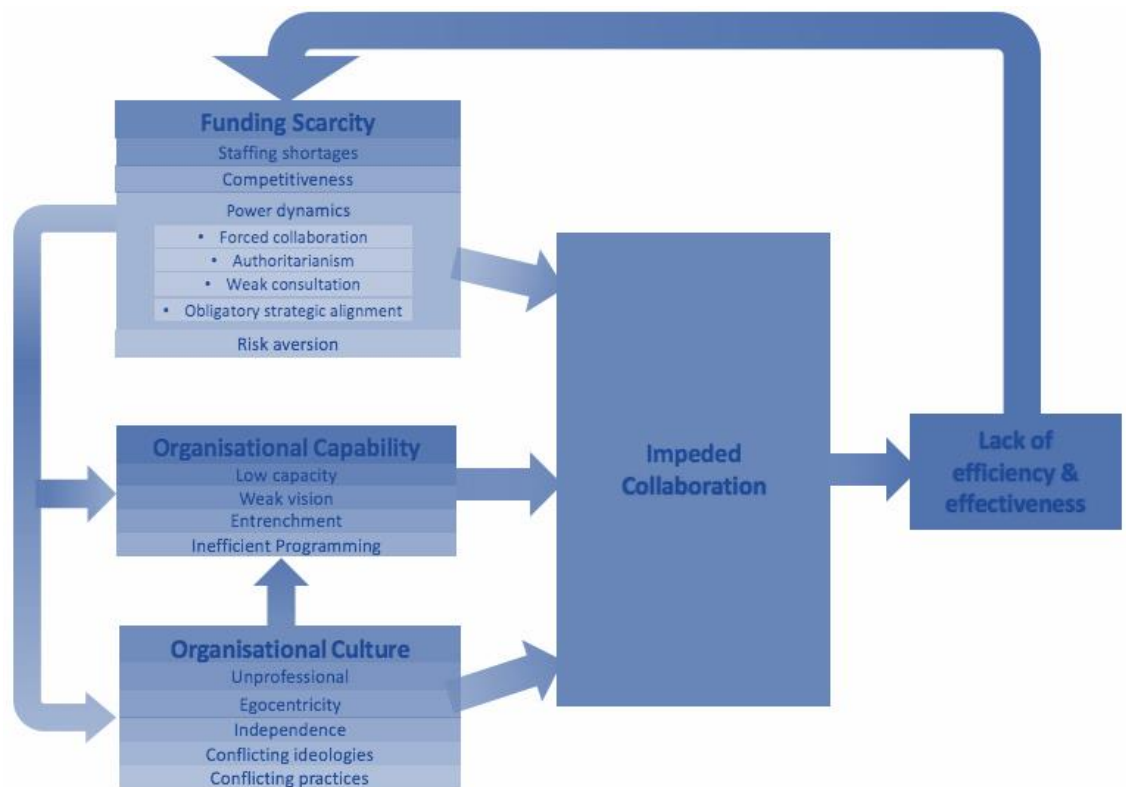 Funding Scarcity
Staffing shortages
Competitiveness
Power dynamics
• Forced collaboration
• Authoritarianism
• Weak consultation
• Obligatory strategic alignment
Risk aversion
Organisational Capability
Low capacity
Weak vision
Entrenchment
Inefficient Programming
Organisational Culture
Unprofessional
Egocentricity
Independence
Conflicting ideologies
Conflicting practices
Impeded
Collaboration
Lack of
efficiency &
effectiveness